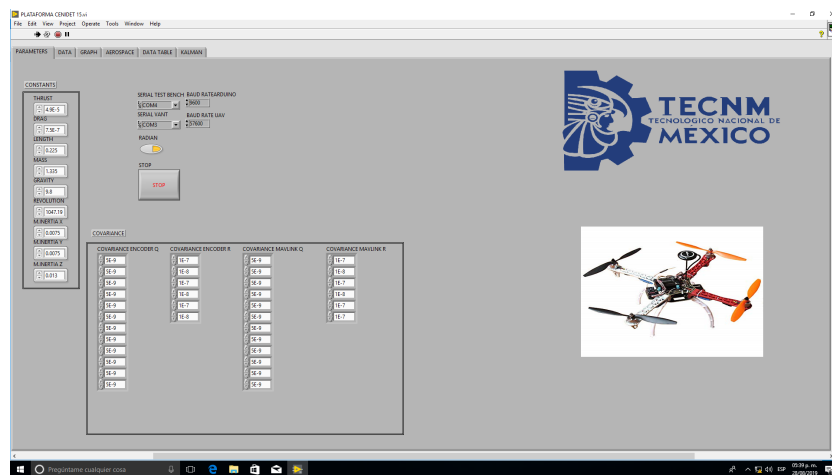 PLATAFORMA CENIDET 15.vi
File Edit View Project Operate Tools Window Help
PARAMETERS DATA GRAPH AEROSPACE DATA TABLE KALMAN
CONSTANTS
THRUST
4.9E-5
DRAG
7.5E-7
LENGTH
0.225
MASS
1.335
GRAVITY
9.8
REVOLUTION
1047.19
M.INERTIA X
0.0075
M.INERTIA Y
0.0075
M.INERTIA Z
0.013
SERIAL TEST BENCH BAUD RATEARDUINO
COM4 9600
SERIAL VANT BAUD RATE UAV
COM3 57600
RADIAN
STOP
STOP
TECNM
TECNOLÓGICO NACIONAL DE
MÉXICO
COVARIANCE
COVARIANCE ENCODER Q COVARIANCE ENCODER R COVARIANCE MAVLINK Q COVARIANCE MAVLINK R
5E-9 1E-7 5E-9 1E-7
5E-9 1E-8 5E-9 1E-8
5E-9 1E-7 5E-9 1E-7
5E-9 1E-8 5E-9 1E-8
5E-9 1E-7 5E-9 1E-7
5E-9 1E-8 5E-9 1E-7
5E-9 5E-9
5E-9 5E-9
5E-9 5E-9
5E-9 5E-9
5E-9 5E-9
5E-9 5E-9
Pregúntame cualquier cosa
ESP
05:39 p. m.
28/08/2019